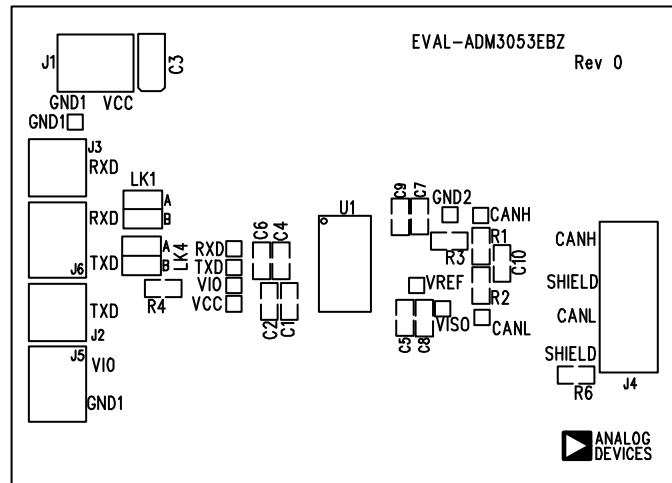 EVAL-ADM3053EBZ
Rev 0
J1
C3
GND1 VCC
GND1
J3
RXD
LK1
A
B
RXD
TXD
J6
A
B
LK4
R4
TXD
J2
J5
VIO
GND1
RXD
TXD
VIO
VCC
C6
C4
C2
C1
U1
C9
C7
GND2
CANH
R3
R1
C10
R2
VREF
VISO
CANL
C5
C8
CANH
SHIELD
CANL
SHIELD
R6
J4
ANALOG
DEVICES